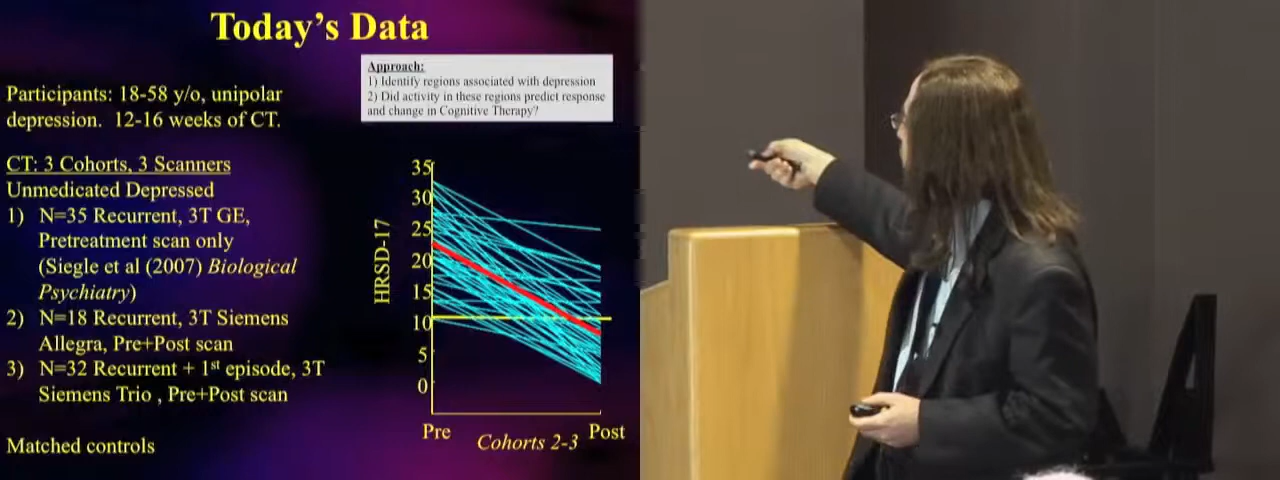 Today's Data
Approach:
1) Identify regions associated with depression
2) Did activity in these regions predict response
and change in Cognitive Therapy?
Participants: 18-58 y/o, unipolar
depression. 12-16 weeks of CT.
CT: 3 Cohorts, 3 Scanners
Unmedicated Depressed
1) N=35 Recurrent, 3T GE,
Pretreatment scan only
(Siegle et al (2007) Biological
Psychiatry)
2) N=18 Recurrent, 3T Siemens
Allegra, Pre+Post scan
3) N=32 Recurrent + 1st episode, 3T
Siemens Trio , Pre+Post scan
Matched controls
HRSD-17
35
30
25
20
15
10
5
0
Pre
Cohorts 2-3
Post